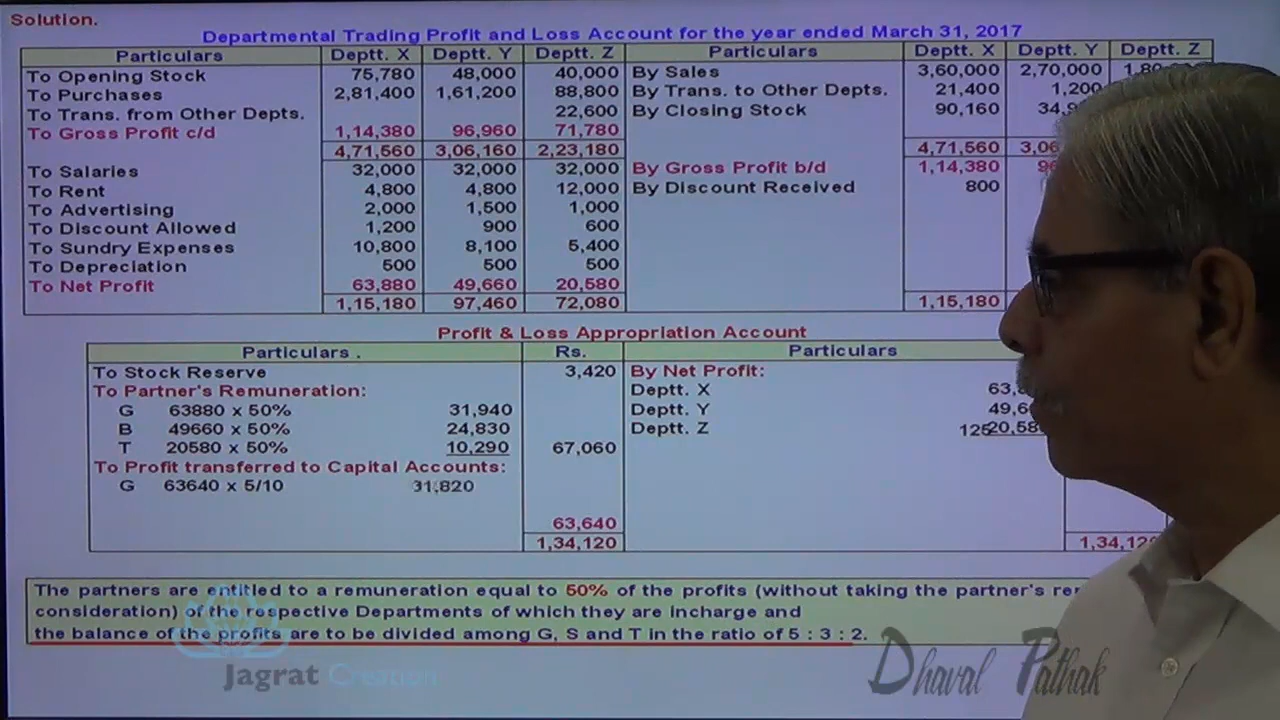 Solution.
Departmental Trading Profit and Loss Account for the year ended March 31, 2017
Particulars Deptt. X Deptt. Y Deptt. Z Particulars Deptt. X Deptt. Y Deptt. Z
To Opening Stock 75,780 48,000 40,000 By Sales 3,60,000 2,70,000
To Purchases 2,81,400 1,61,200 88,800 By Trans. to Other Depts. 21,400 1,200
To Trans. from Other Depts. 22,600 By Closing Stock 90,160
To Gross Profit c/d 1,14,380 96,960 71,780
4,71,560 3,06,160 2,23,180 4,71,560
To Salaries 32,000 32,000 32,000 By Gross Profit b/d 1,14,380
To Rent 4,800 4,800 12,000 By Discount Received 800
To Advertising 2,000 1,500 1,000
To Discount Allowed 1,200 900 600
To Sundry Expenses 10,800 8,100 5,400
To Depreciation 500 500 500
To Net Profit 63,880 49,660 20,580
1,15,180 97,460 72,080 1,15,180
Profit & Loss Appropriation Account
Particulars . Rs. Particulars
To Stock Reserve 3,420 By Net Profit:
To Partner's Remuneration: Deptt. X
G 63880 x 50% 31,940 Deptt. Y
B 49660 x 50% 24,830 Deptt. Z
T 20580 x 50% 10,290 67,060
To Profit transferred to Capital Accounts:
G 63640 x 5/10 31,820
63,640
1,34,120
The partners are entitled to a remuneration equal to 50% of the profits (without taking the partner's
consideration) of the respective Departments of which they are incharge and
the balance of the profits are to be divided among G, S and T in the ratio of 5 : 3 : 2.
Jagrat Creation
Dhaval Pathak